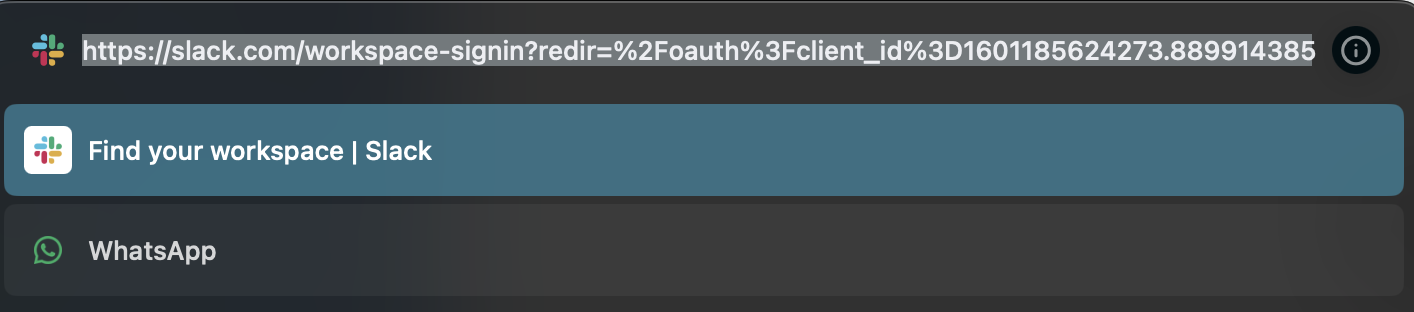 https://slack.com/workspace-signin?redir=%2Foauth%3Fclient_id%3D1601185624273.889914385
Find your workspace | Slack
WhatsApp